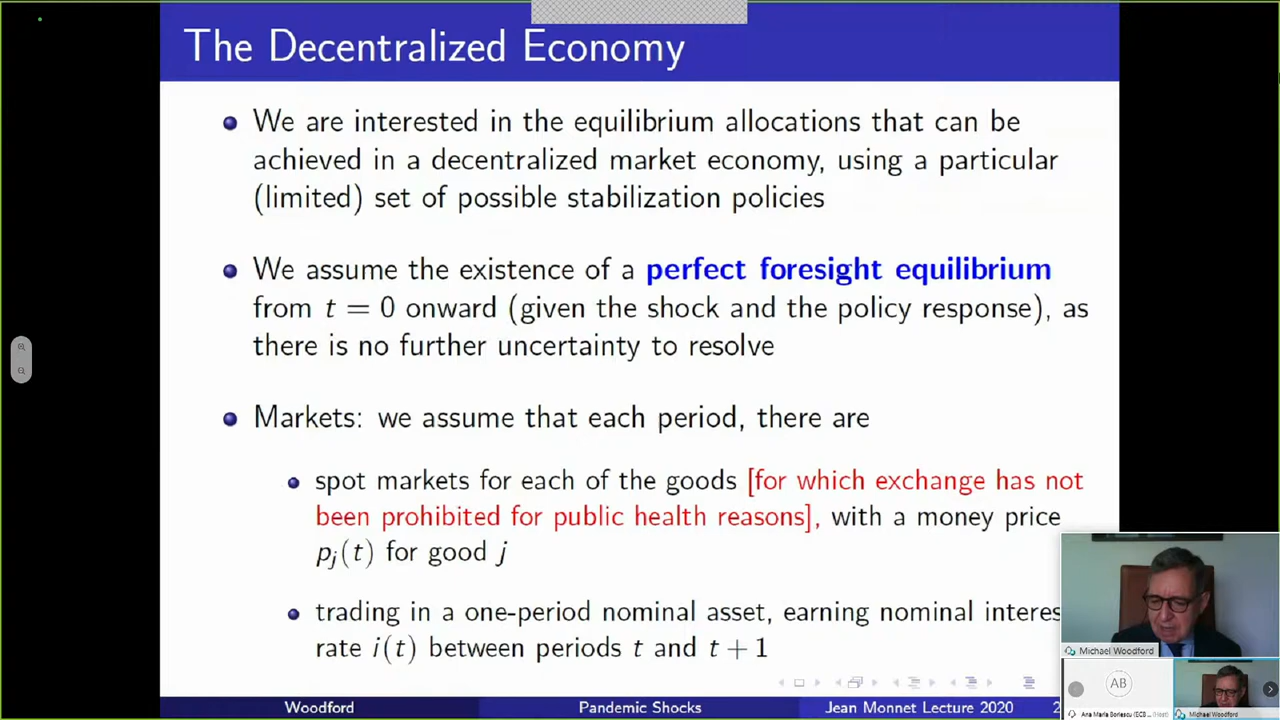 The Decentralized Economy
We are interested in the equilibrium allocations that can be
achieved in a decentralized market economy, using a particular
(limited) set of possible stabilization policies
We assume the existence of a perfect foresight equilibrium
from t = 0 onward (given the shock and the policy response), as
there is no further uncertainty to resolve
Markets: we assume that each period, there are
spot markets for each of the goods [for which exchange has not
been prohibited for public health reasons], with a money price
pj(t) for good j
trading in a one-period nominal asset, earning nominal interes
rate i(t) between periods t and t + 1
Michael Woodford
AB
Michael Woodford
Woodford
Pandemic Shocks
Jean Monnet Lecture 2020
2